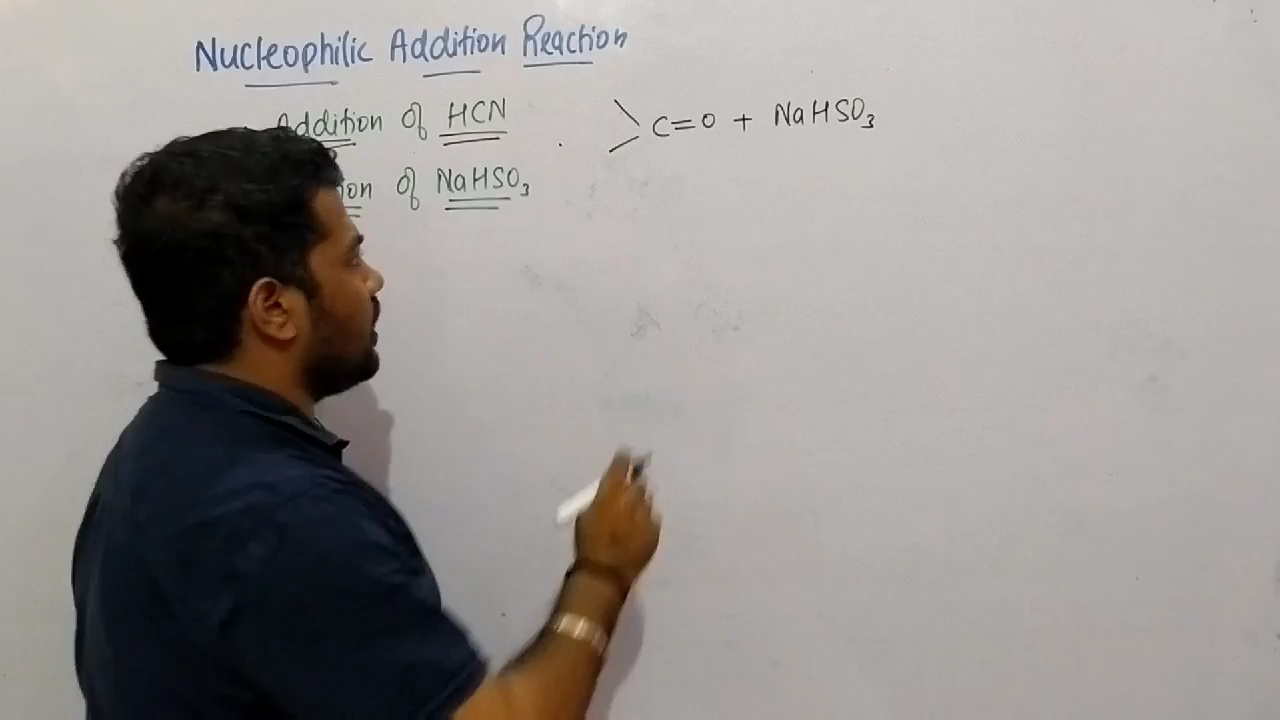 Nucleophilic Addition Reaction
Addition of HCN
of NaHSO₃
>C=O + NaHSO₃